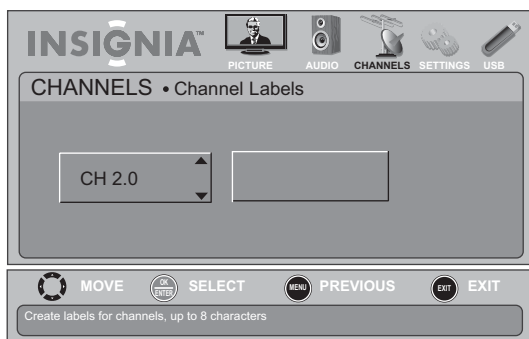 INSIGNIA™
PICTURE AUDIO CHANNELS SETTINGS USB
CHANNELS • Channel Labels
CH 2.0
MOVE OK ENTER SELECT MENU PREVIOUS EXIT EXIT
Create labels for channels, up to 8 characters